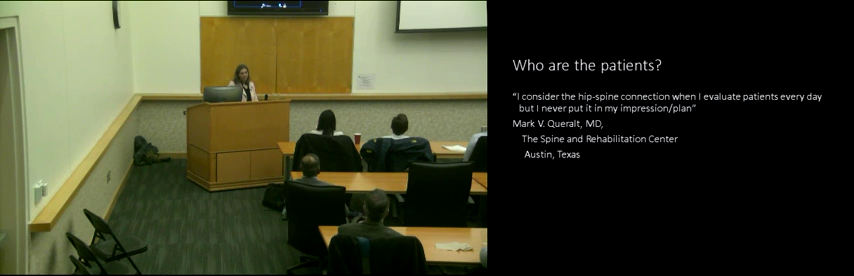 Who are the patients?
“I consider the hip-spine connection when I evaluate patients every day
but I never put it in my impression/plan”
Mark V. Queralt, MD,
The Spine and Rehabilitation Center
Austin, Texas